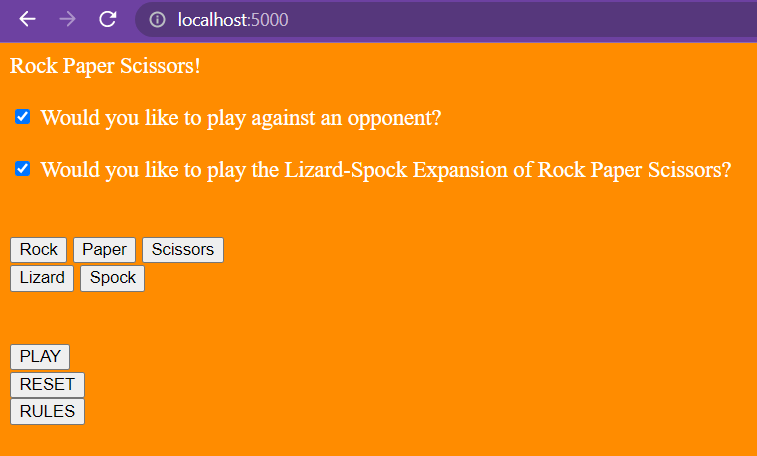 localhost:5000
Rock Paper Scissors!
Would you like to play against an opponent?
Would you like to play the Lizard-Spock Expansion of Rock Paper Scissors?
Rock Paper Scissors
Lizard Spock
PLAY
RESET
RULES